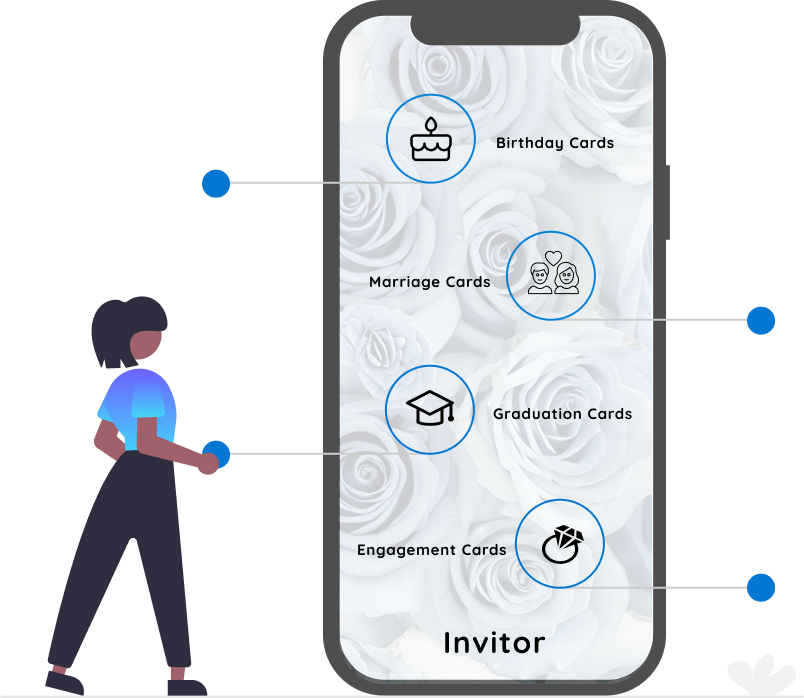 Birthday Cards
Marriage Cards
Graduation Cards
Engagement Cards
Invitor